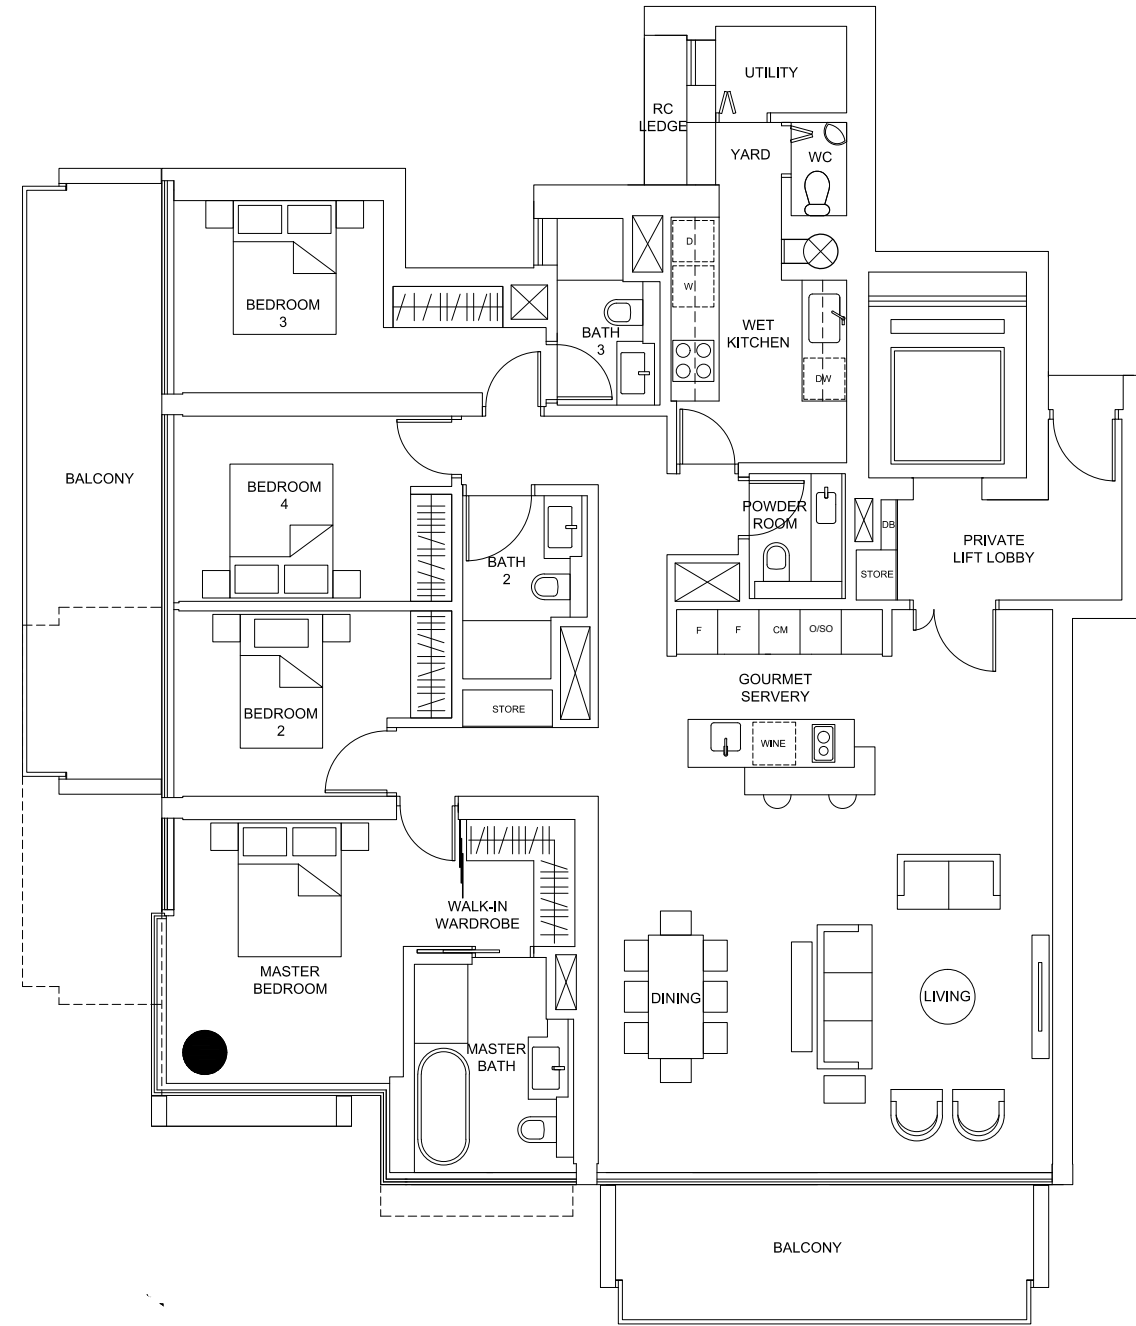 UTILITY
RC
LEDGE
YARD
WC
D
W
BEDROOM
3
BATH
3
WET
KITCHEN
DW
BALCONY
BEDROOM
4
POWDER
ROOM
DB
PRIVATE
LIFT LOBBY
BATH
2
STORE
F
F
CM
O/SO
GOURMET
SERVERY
BEDROOM
2
STORE
WINE
WALK-IN
WARDROBE
MASTER
BEDROOM
DINING
LIVING
MASTER
BATH
BALCONY